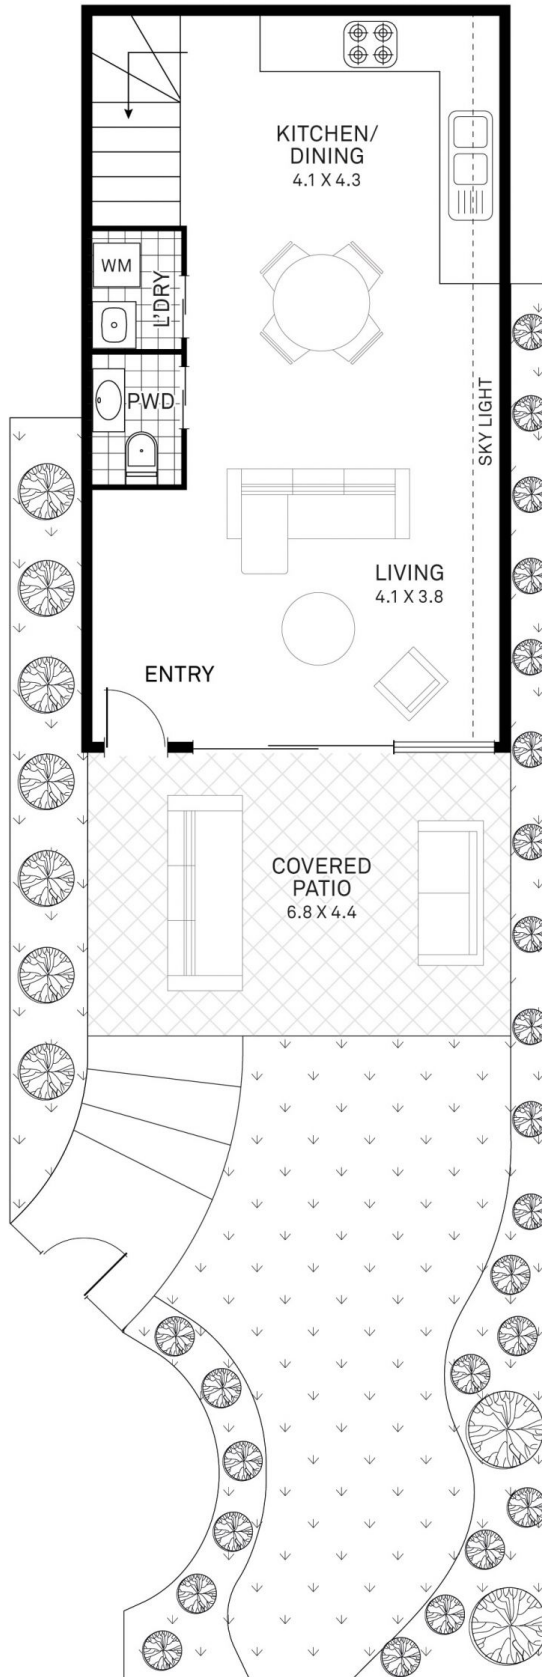 KITCHEN/
DINING
4.1 X 4.3
WM
L'DRY
PWD
SKY LIGHT
LIVING
4.1 X 3.8
ENTRY
COVERED
PATIO
6.8 X 4.4